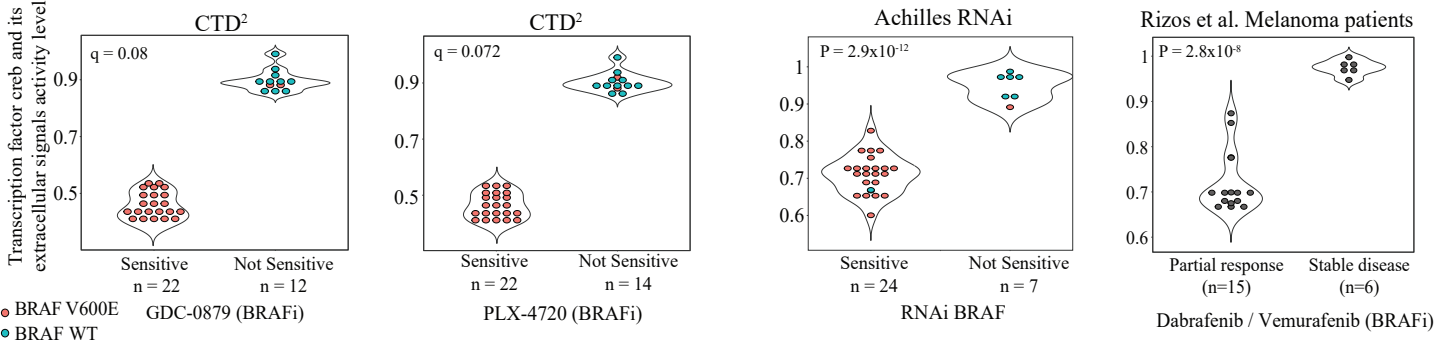 Transcription factor creb and its
extracellular signals activity level
CTD²
q = 0.08
0.9
0.7
0.5
Sensitive
n = 22
Not Sensitive
n = 12
GDC-0879 (BRAFi)
BRAF V600E
BRAF WT
CTD²
q = 0.072
0.9
0.7
0.5
Sensitive
n = 22
Not Sensitive
n = 14
PLX-4720 (BRAFi)
Achilles RNAi
P = 2.9x10⁻¹²
1
0.9
0.8
0.7
0.6
Sensitive
n = 24
Not Sensitive
n = 7
RNAi BRAF
Rizos et al. Melanoma patients
P = 2.8x10⁻⁸
1
0.9
0.8
0.7
0.6
Partial response
(n=15)
Stable disease
(n=6)
Dabrafenib / Vemurafenib (BRAFi)